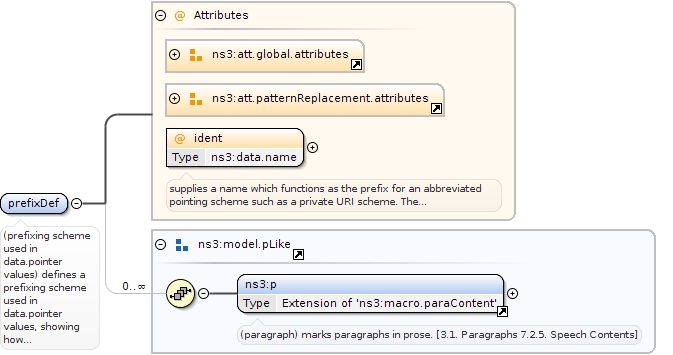 @ Attributes
ns3:att.global.attributes
ns3:att.patternReplacement.attributes
@ ident
Type ns3:data.name
supplies a name which functions as the prefix for an abbreviated
pointing scheme such as a private URI scheme. The...
prefixDef
(prefixing scheme
used in
data.pointer
values) defines a
prefixing scheme
used in
data.pointer
values, showing
how...
ns3:model.pLike
0..∞
ns3:p
Type Extension of 'ns3:macro.paraContent'
(paragraph) marks paragraphs in prose. [3.1. Paragraphs 7.2.5. Speech Contents]